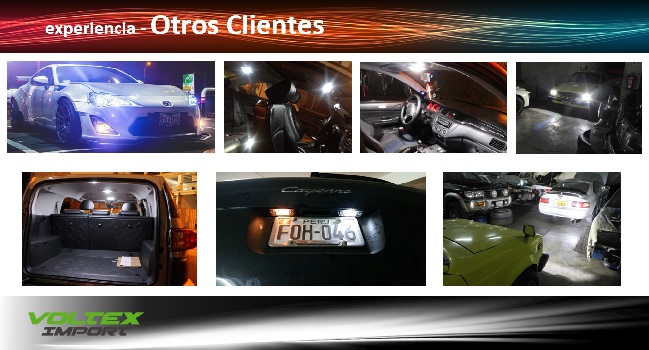 experiencia - Otros Clientes
Cayenne
PERU
FOH-046
VOLTEX
IMPORT